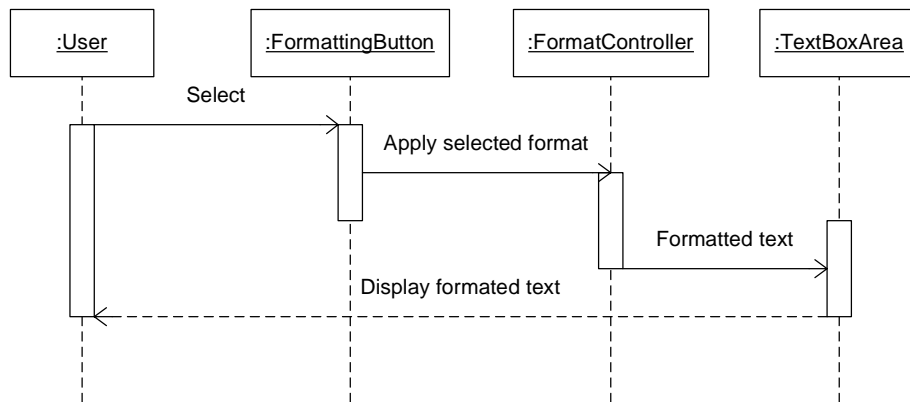 :User
:FormattingButton
:FormatController
:TextBoxArea
Select
Apply selected format
Formatted text
Display formated text